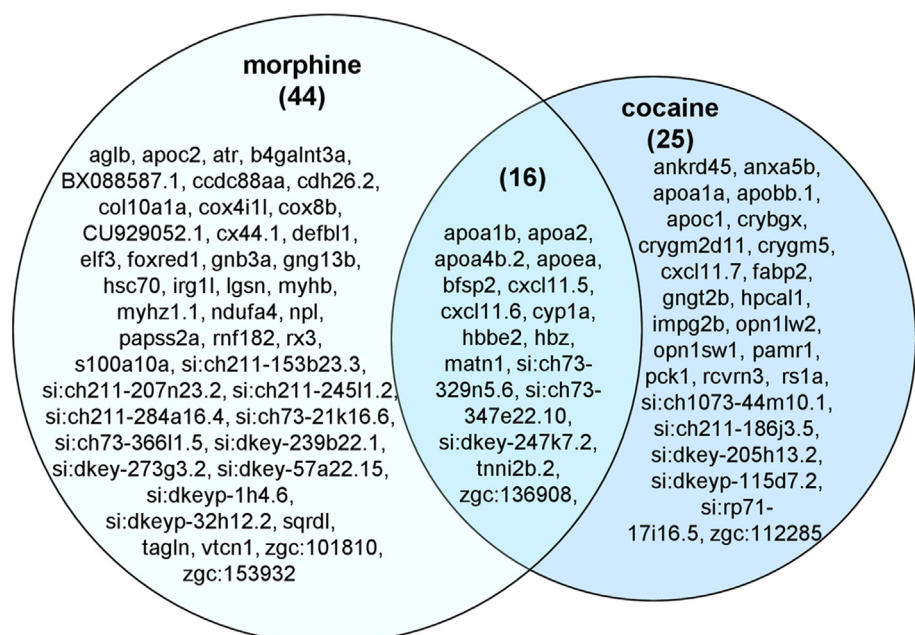 morphine
(44)
aglb, apoc2, atr, b4galnt3a,
BX088587.1, ccdc88aa, cdh26.2,
col10a1a, cox4i1l, cox8b,
CU929052.1, cx44.1, defbl1,
elf3, foxred1, gnb3a, gng13b,
hsc70, irg1l, lgsn, myhb,
myhz1.1, ndufa4, npl,
papss2a, rnf182, rx3,
s100a10a, si:ch211-153b23.3,
si:ch211-207n23.2, si:ch211-245l1.2,
si:ch211-284a16.4, si:ch73-21k16.6,
si:ch73-366l1.5, si:dkey-239b22.1,
si:dkey-273g3.2, si:dkey-57a22.15,
si:dkeyp-1h4.6,
si:dkeyp-32h12.2, sqrdl,
tagln, vtcn1, zgc:101810,
zgc:153932
(16)
apoa1b, apoa2,
apoa4b.2, apoea,
bfsp2, cxcl11.5,
cxcl11.6, cyp1a,
hbbe2, hbz,
matn1, si:ch73-
329n5.6, si:ch73-
347e22.10,
si:dkey-247k7.2,
tnni2b.2,
zgc:136908,
cocaine
(25)
ankrd45, anxa5b,
apoa1a, apobb.1,
apoc1, crybgx,
crygm2d11, crygm5,
cxcl11.7, fabp2,
gngt2b, hpcal1,
impg2b, opn1lw2,
opn1sw1, pamr1,
pck1, rcvrn3, rs1a,
si:ch1073-44m10.1,
si:ch211-186j3.5,
si:dkey-205h13.2,
si:dkeyp-115d7.2,
si:rp71-
17i16.5, zgc:112285